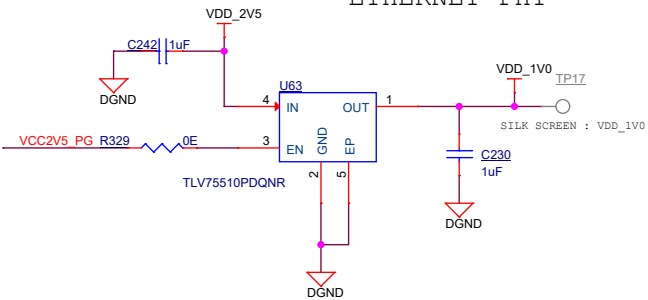 ETHERNET PHY
VDD_2V5
C242 1uF
DGND
U63
4 IN OUT 1
VDD_1V0
TP17
SILK SCREEN : VDD_1V0
VCC2V5_PG R329 0E 3 EN
GND
EP
2
5
TLV75510PDQNR
C230
1uF
DGND
DGND